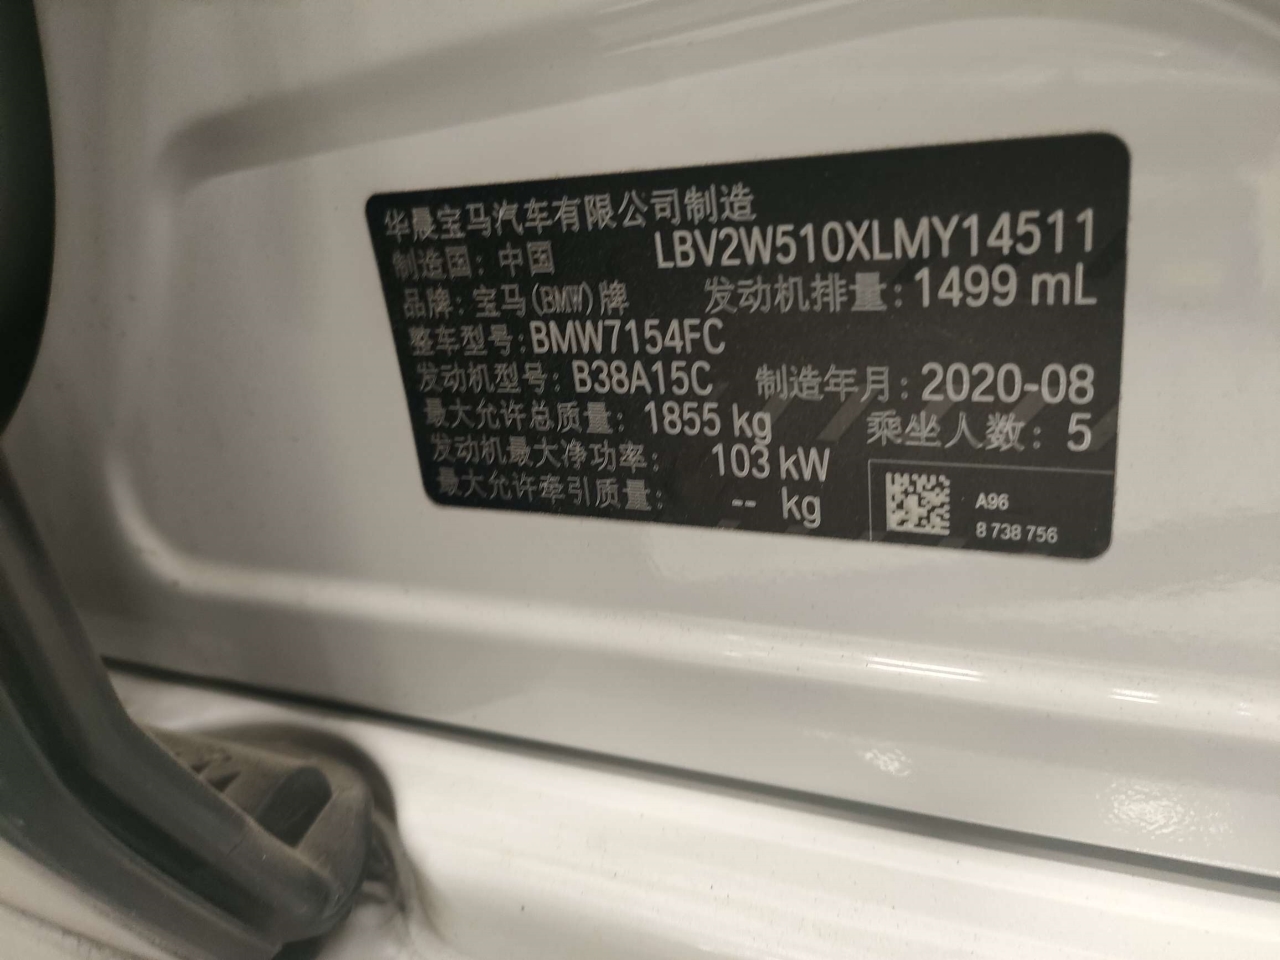 华晨宝马汽车有限公司制造
制造国：中国 LBV2W510XLMY14511
品牌：宝马(BMW)牌 发动机排量：1499 mL
整车型号：BMW7154FC
发动机型号：B38A15C 制造年月：2020-08
最大允许总质量：1855 kg 乘坐人数：5
发动机最大净功率：103 kW
最大允许牵引质量：-- kg
A96
8 738 756